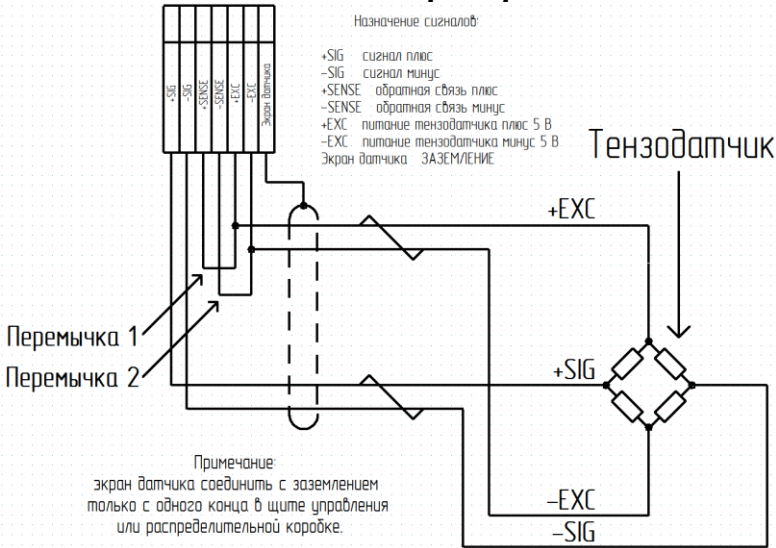 Назначение сигналов:
+SIG сигнал плюс
-SIG сигнал минус
+SENSE обратная связь плюс
-SENSE обратная связь минус
+EXC питание тензодатчика плюс 5 В
-EXC питание тензодатчика минус 5 В
Экран датчика ЗАЗЕМЛЕНИЕ
+SIG
-SIG
+SENSE
-SENSE
+EXC
-EXC
Экран датчика
Тензодатчик
+EXC
Перемычка 1
Перемычка 2
+SIG
Примечание:
экран датчика соединить с заземлением
только с одного конца в щите управления
или распределительной коробке.
-EXC
-SIG